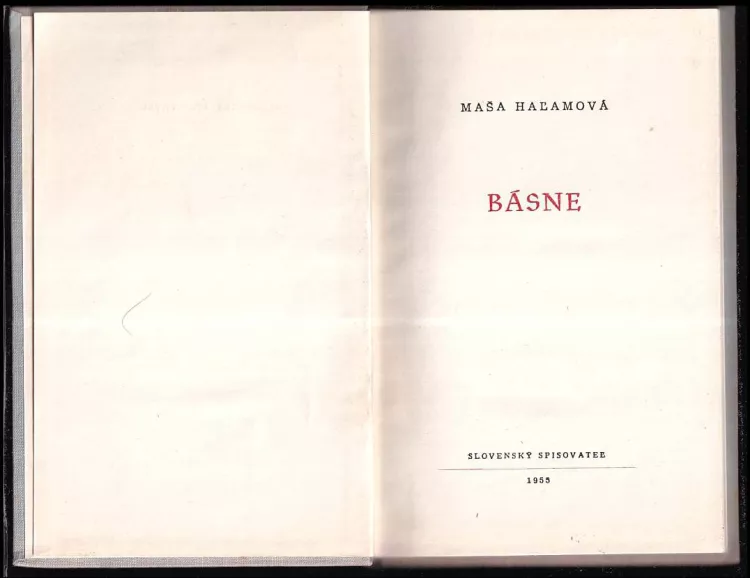 MAŠA HAĽAMOVÁ
BÁSNE
SLOVENSKÝ SPISOVATEĽ
1955